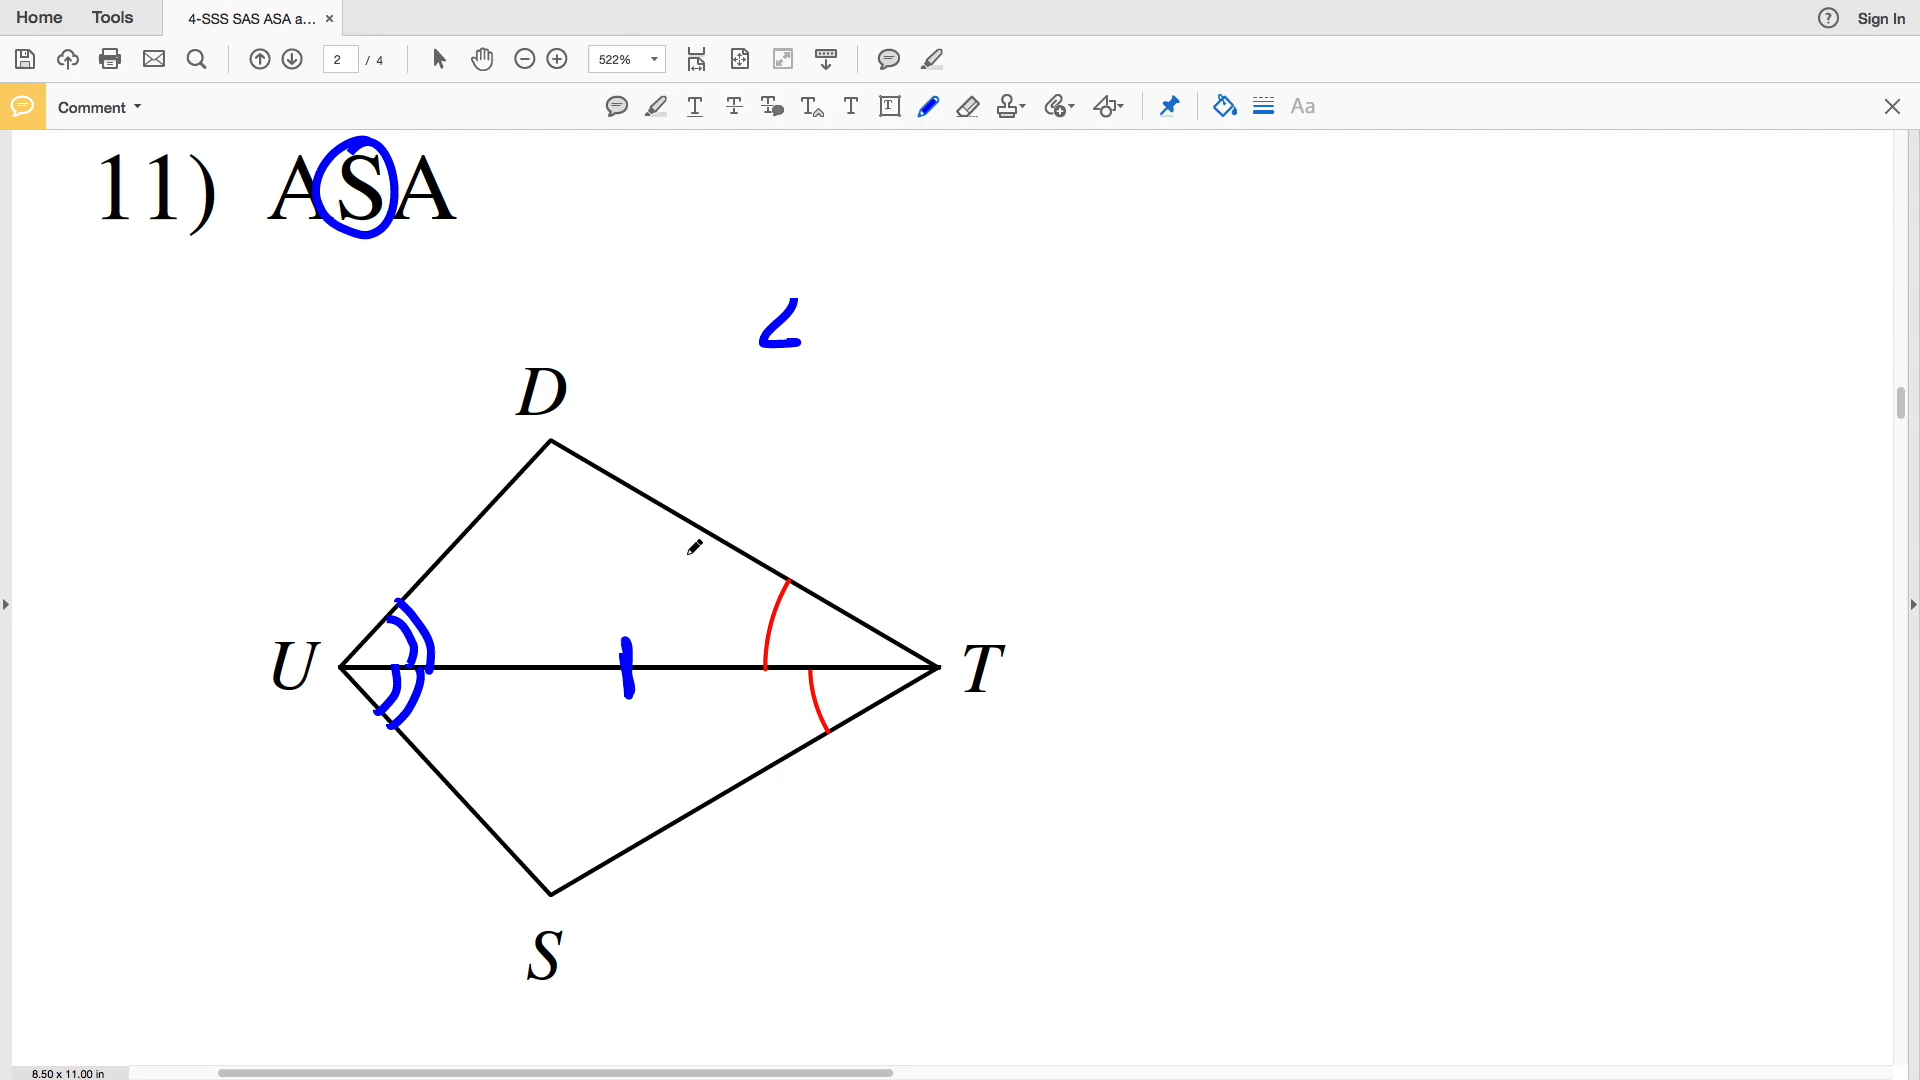 Home Tools 4-SSS SAS ASA a... × ? Sign In
2 / 4 522%
Comment Aa
11) ASA
D
U T
S
8.50 x 11.00 in